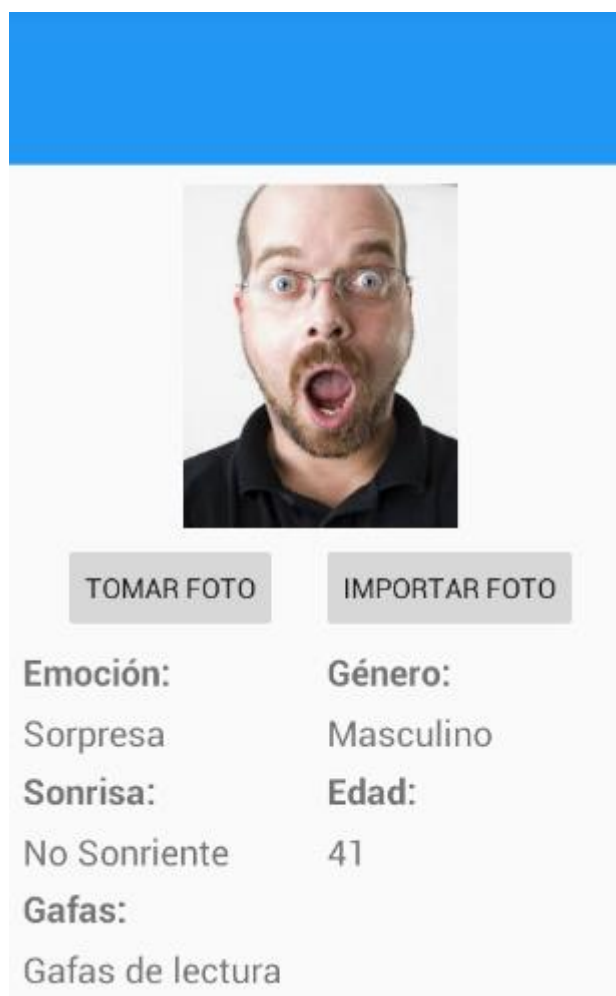 TOMAR FOTO
IMPORTAR FOTO
Emoción:
Género:
Sorpresa
Masculino
Sonrisa:
Edad:
No Sonriente
41
Gafas:
Gafas de lectura